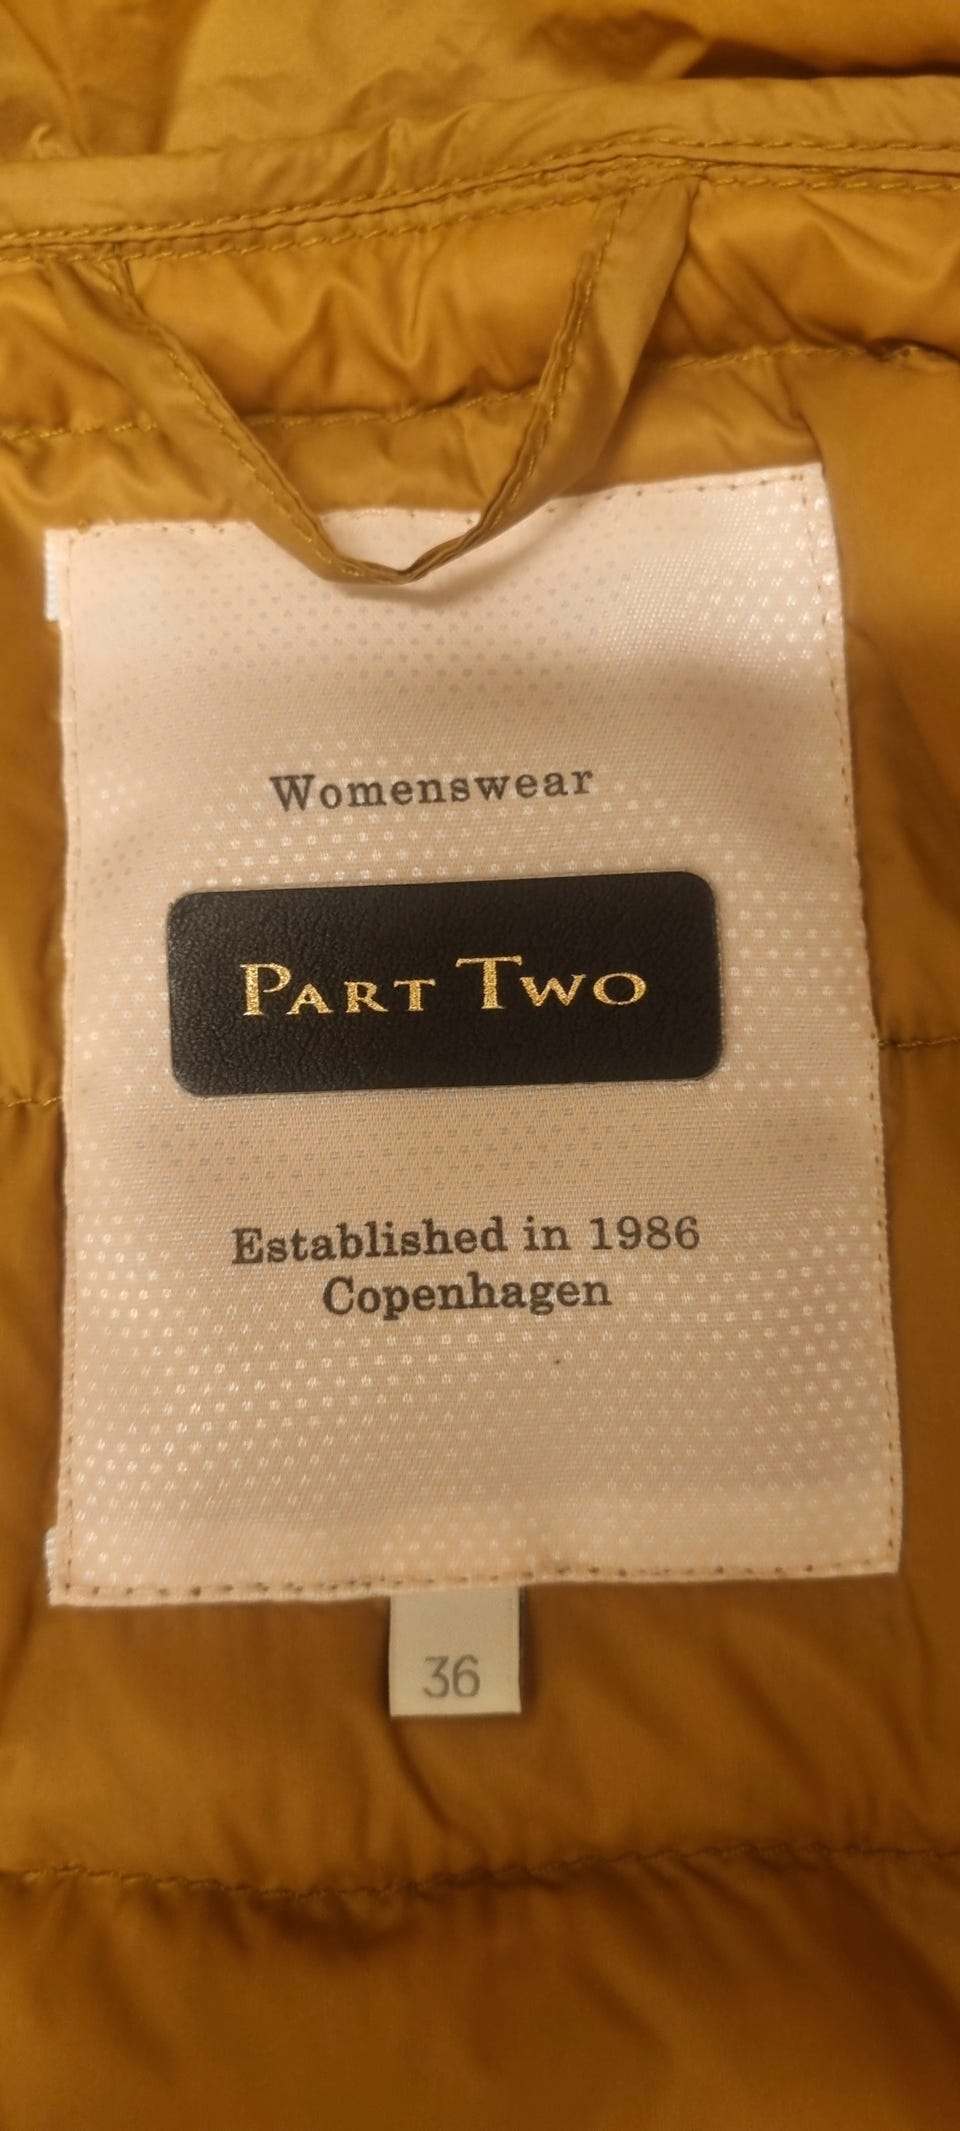 Womenswear
PART TWO
Established in 1986
Copenhagen
36